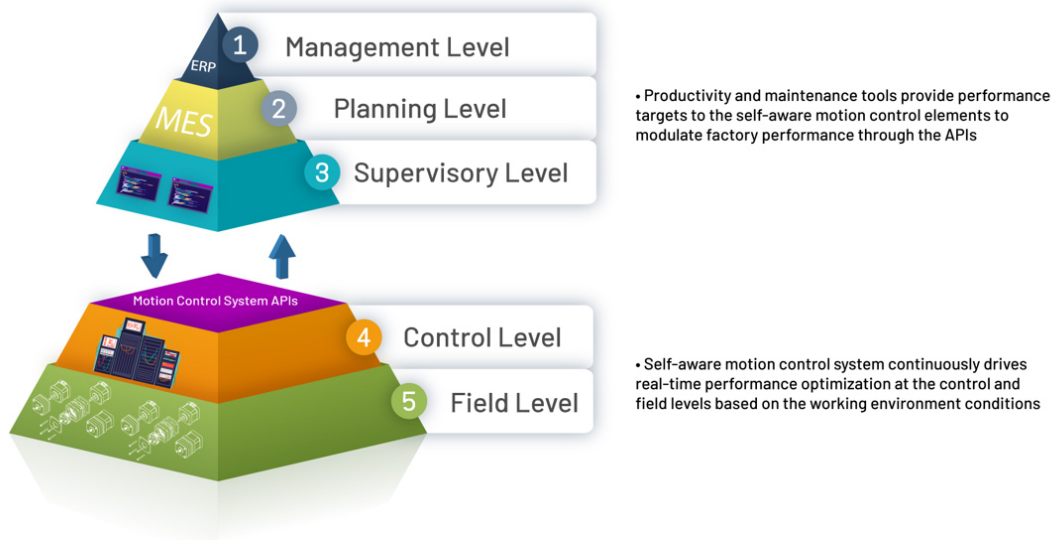 1
Management Level
ERP
2
Planning Level
MES
3
Supervisory Level
• Productivity and maintenance tools provide performance
targets to the self-aware motion control elements to
modulate factory performance through the APIs
Motion Control System APIs
4
Control Level
5
Field Level
• Self-aware motion control system continuously drives
real-time performance optimization at the control and
field levels based on the working environment conditions